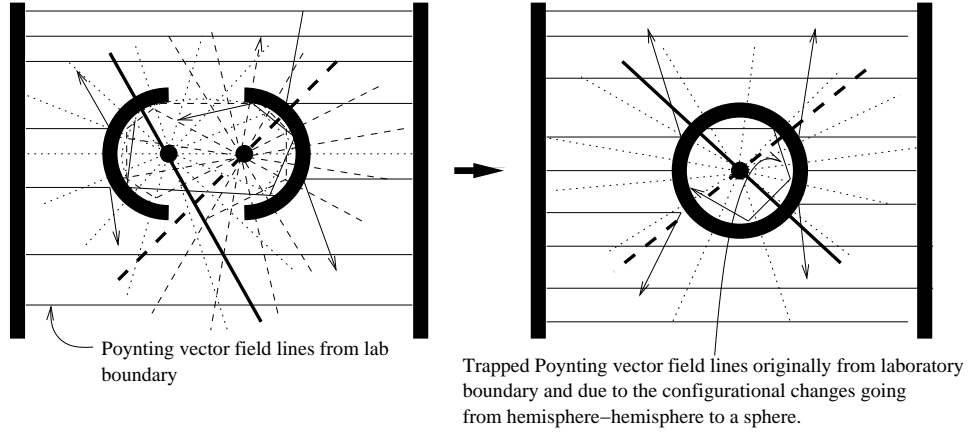 Poynting vector field lines from lab
boundary
Trapped Poynting vector field lines originally from laboratory
boundary and due to the configurational changes going
from hemisphere−hemisphere to a sphere.